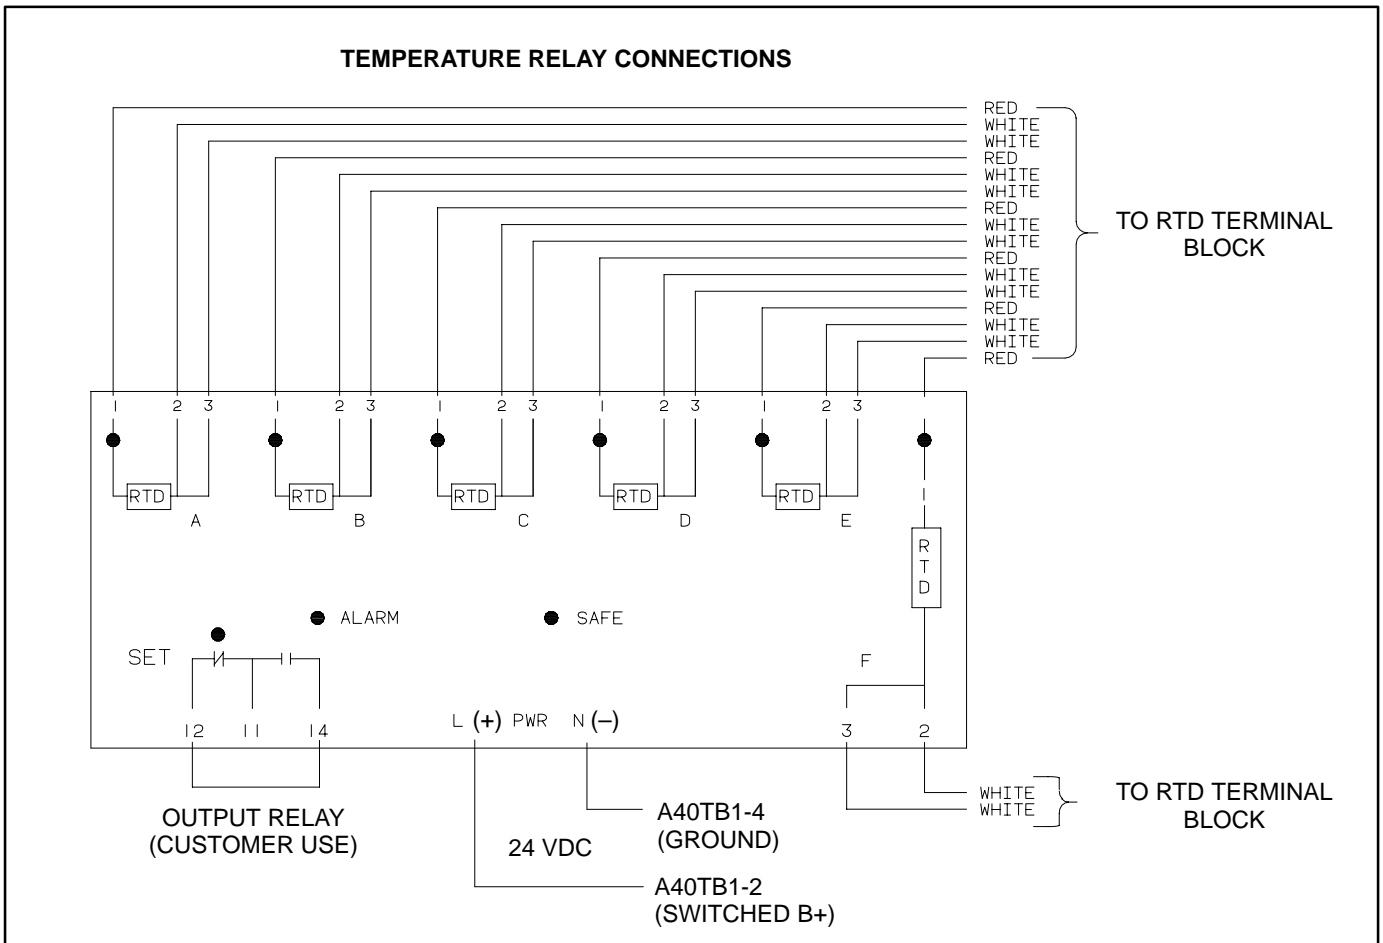 TEMPERATURE RELAY CONNECTIONS
RED
WHITE
WHITE
RED
WHITE
WHITE
RED
WHITE
WHITE
RED
WHITE
WHITE
RED
WHITE
WHITE
RED
TO RTD TERMINAL
BLOCK
1 2 3 1 2 3 1 2 3 1 2 3 1 2 3 1
RTD RTD RTD RTD RTD
A B C D E
1
R
T
D
ALARM SAFE
SET
F
12 11 14 L (+) PWR N (–) 3 2
WHITE
WHITE
TO RTD TERMINAL
BLOCK
OUTPUT RELAY
(CUSTOMER USE)
A40TB1-4
(GROUND)
24 VDC
A40TB1-2
(SWITCHED B+)